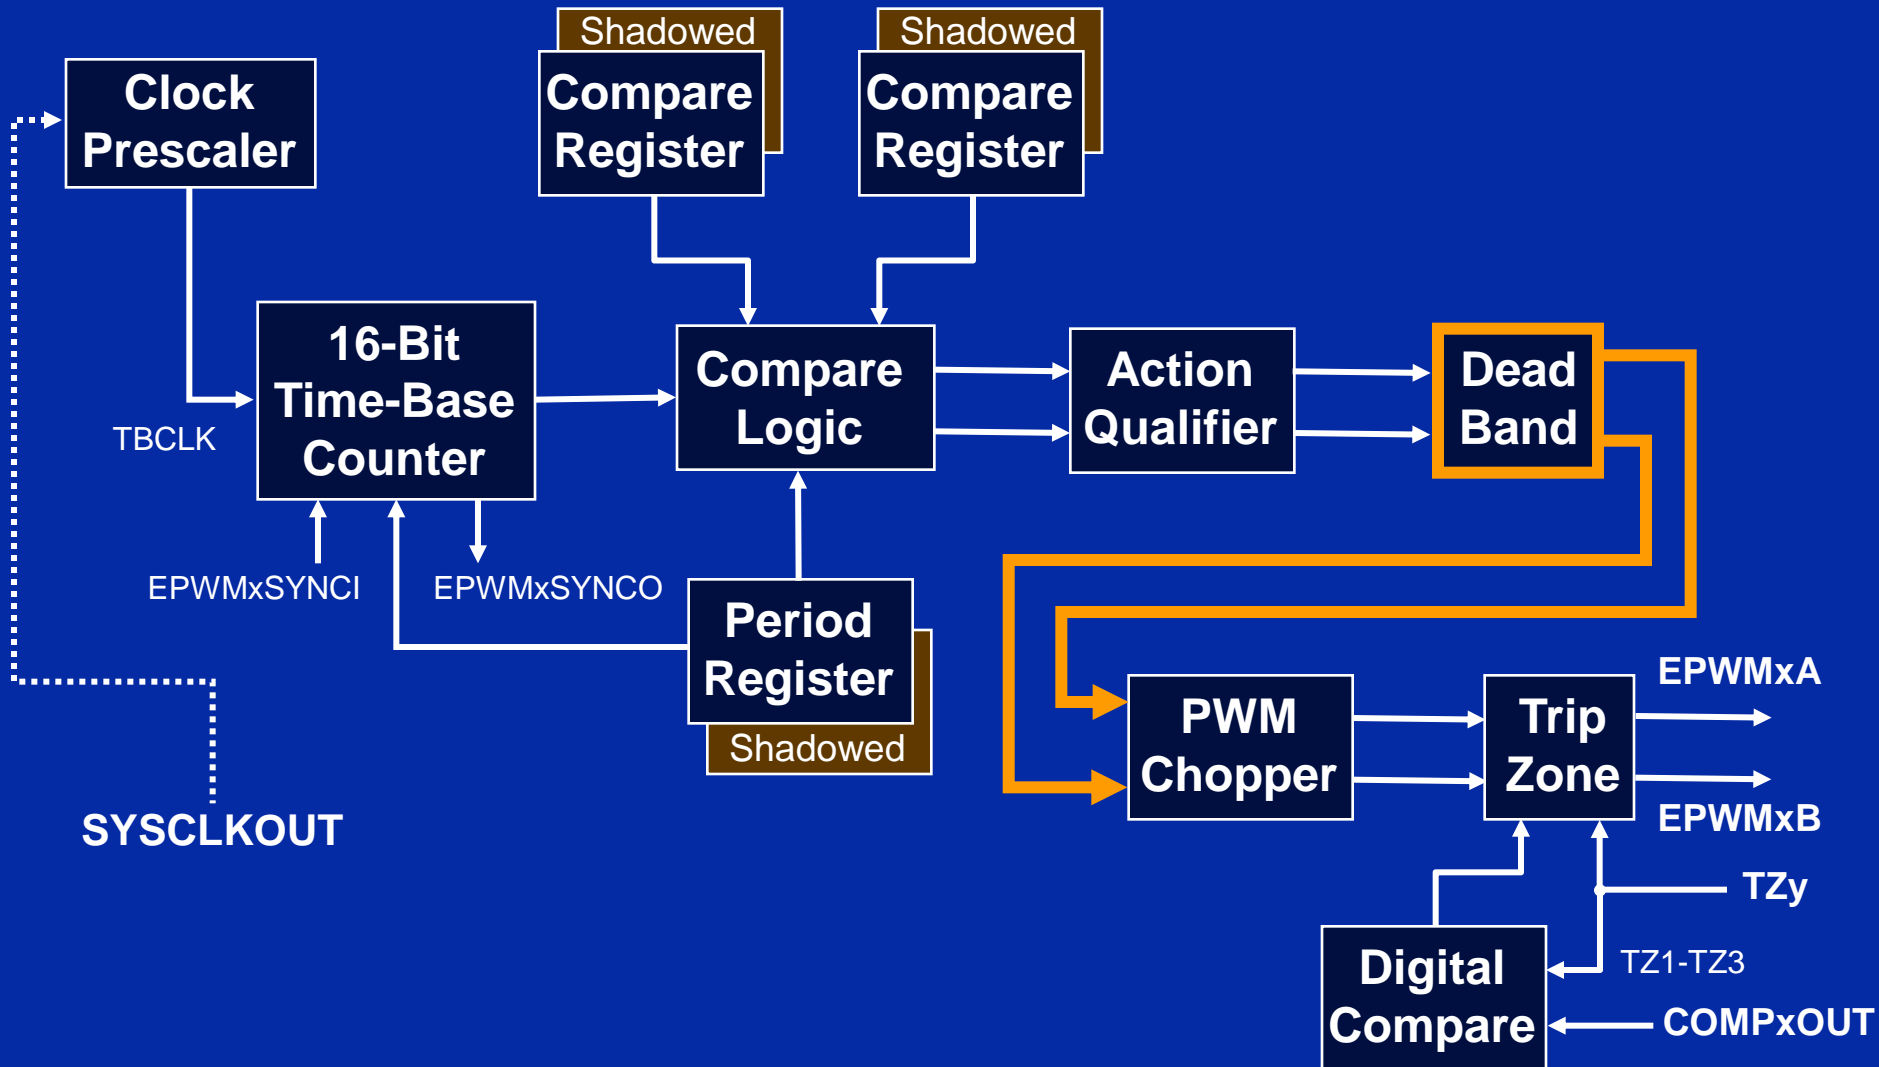 Shadowed
Compare
Register
Shadowed
Compare
Register
Clock
Prescaler
16-Bit
Time-Base
Counter
TBCLK
EPWMxSYNCI
EPWMxSYNCO
Compare
Logic
Action
Qualifier
Dead
Band
Period
Register
Shadowed
SYSCLKOUT
PWM
Chopper
Trip
Zone
EPWMxA
EPWMxB
TZy
TZ1-TZ3
Digital
Compare
COMPxOUT